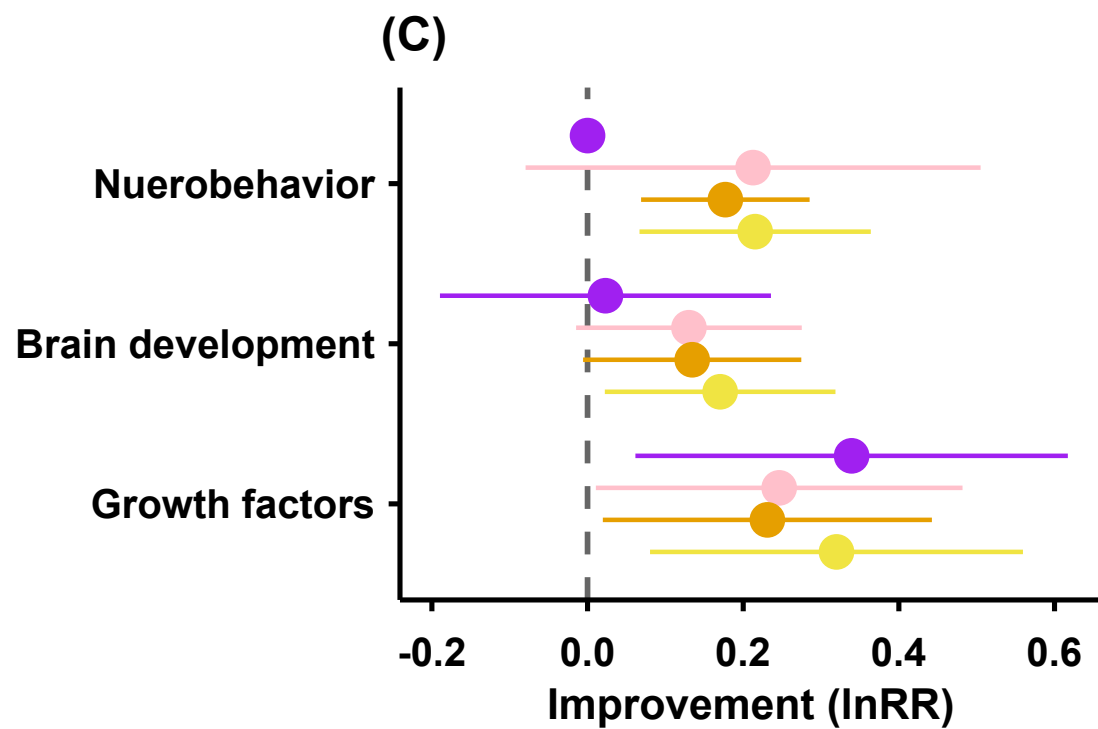 (C)
Nuerobehavior
Brain development
Growth factors
-0.2 0.0 0.2 0.4 0.6
Improvement (lnRR)